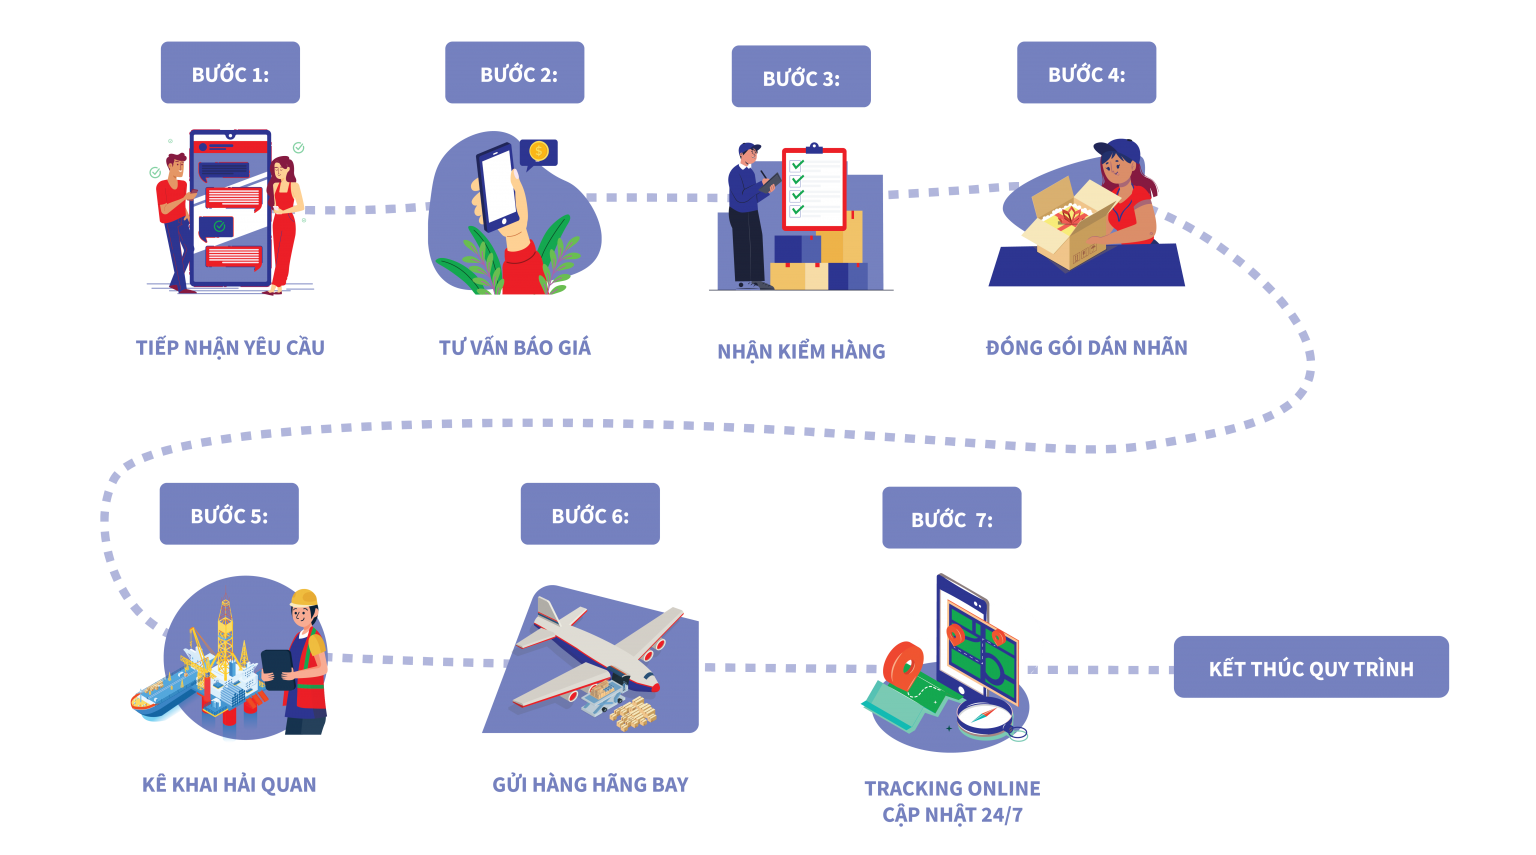 BƯỚC 1:
BƯỚC 2:
BƯỚC 3:
BƯỚC 4:
TIẾP NHẬN YÊU CẦU
TƯ VẤN BÁO GIÁ
NHẬN KIỂM HÀNG
ĐÓNG GÓI DÁN NHÃN
BƯỚC 5:
BƯỚC 6:
BƯỚC 7:
KÊ KHAI HẢI QUAN
GỬI HÀNG HÃNG BAY
TRACKING ONLINE
CẬP NHẬT 24/7
KẾT THÚC QUY TRÌNH